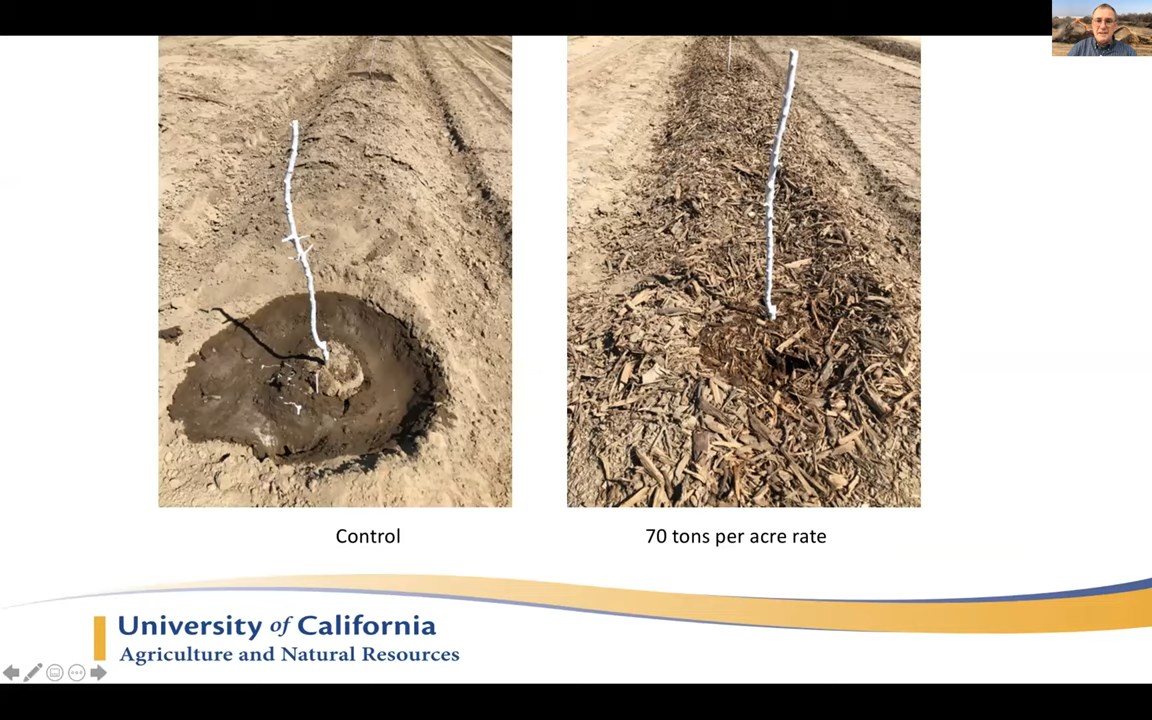 Control
70 tons per acre rate
University of California
Agriculture and Natural Resources